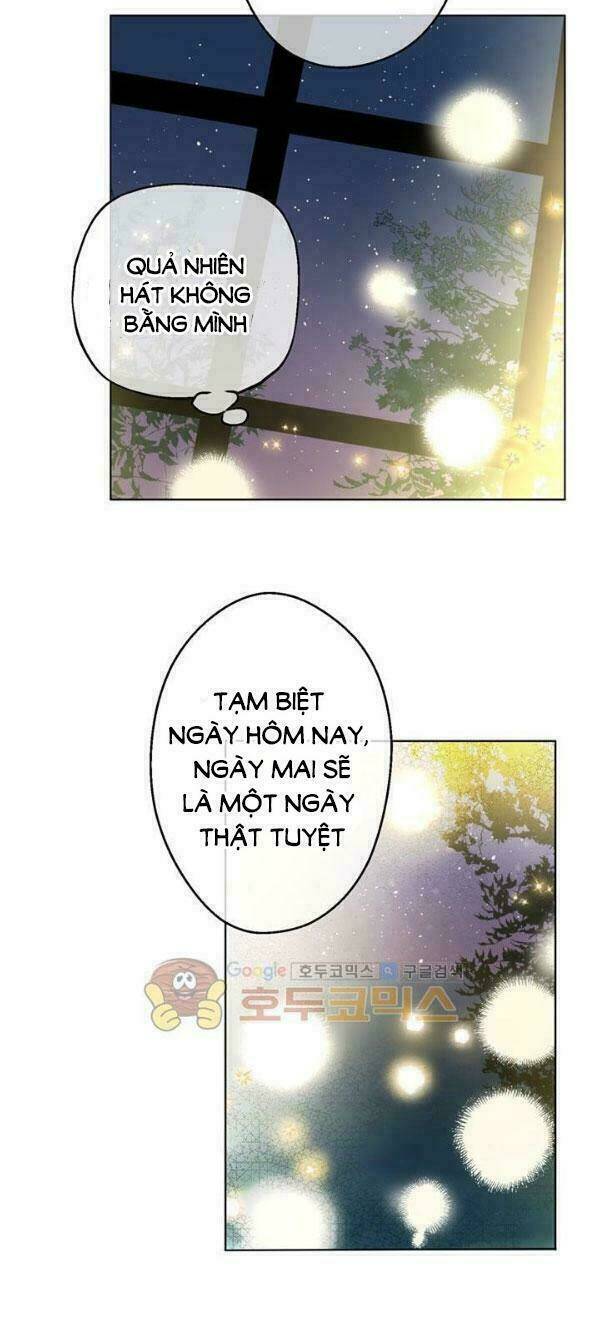 QUẢ NHIÊN
HÁT KHÔNG
BẰNG MÌNH
TẠM BIỆT
NGÀY HÔM NAY,
NGÀY MAI SẼ
LÀ MỘT NGÀY
THẬT TUYỆT
Google 호두코믹스 구글검색
호두코믹스